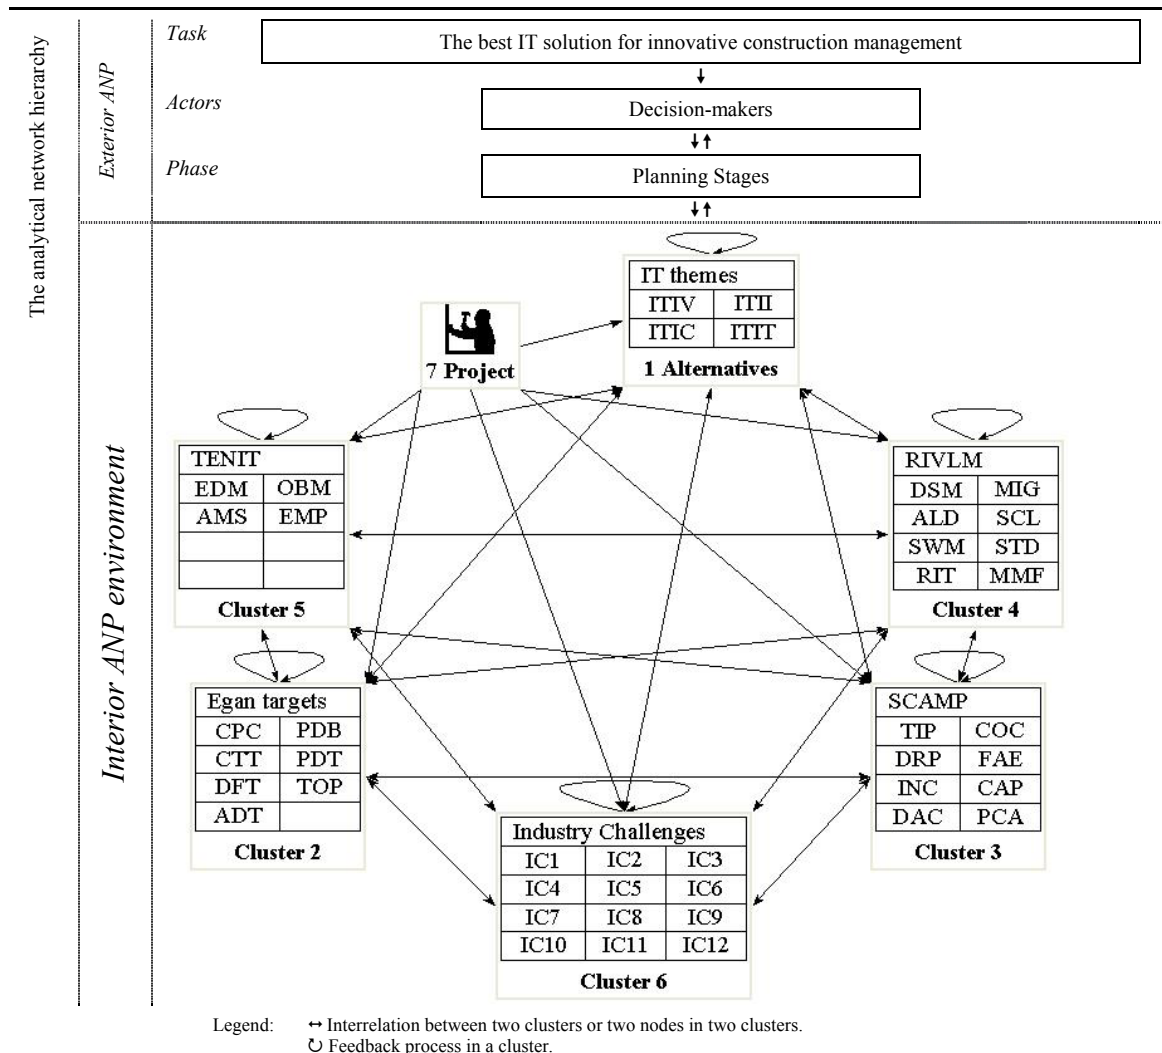 The analytical network hierarchy
Exterior ANP
Task
The best IT solution for innovative construction management
Actors
Decision-makers
Phase
Planning Stages
Interior ANP environment
IT themes
ITIV ITII
ITIC ITIT
1 Alternatives
7 Project
TENIT
EDM OBM
AMS EMP
Cluster 5
RIVLM
DSM MIG
ALD SCL
SWM STD
RIT MMF
Cluster 4
Egan targets
CPC PDB
CTT PDT
DFT TOP
ADT
Cluster 2
SCAMP
TIP COC
DRP FAE
INC CAP
DAC PCA
Cluster 3
Industry Challenges
IC1 IC2 IC3
IC4 IC5 IC6
IC7 IC8 IC9
IC10 IC11 IC12
Cluster 6
Legend: ↔ Interrelation between two clusters or two nodes in two clusters.
↻ Feedback process in a cluster.